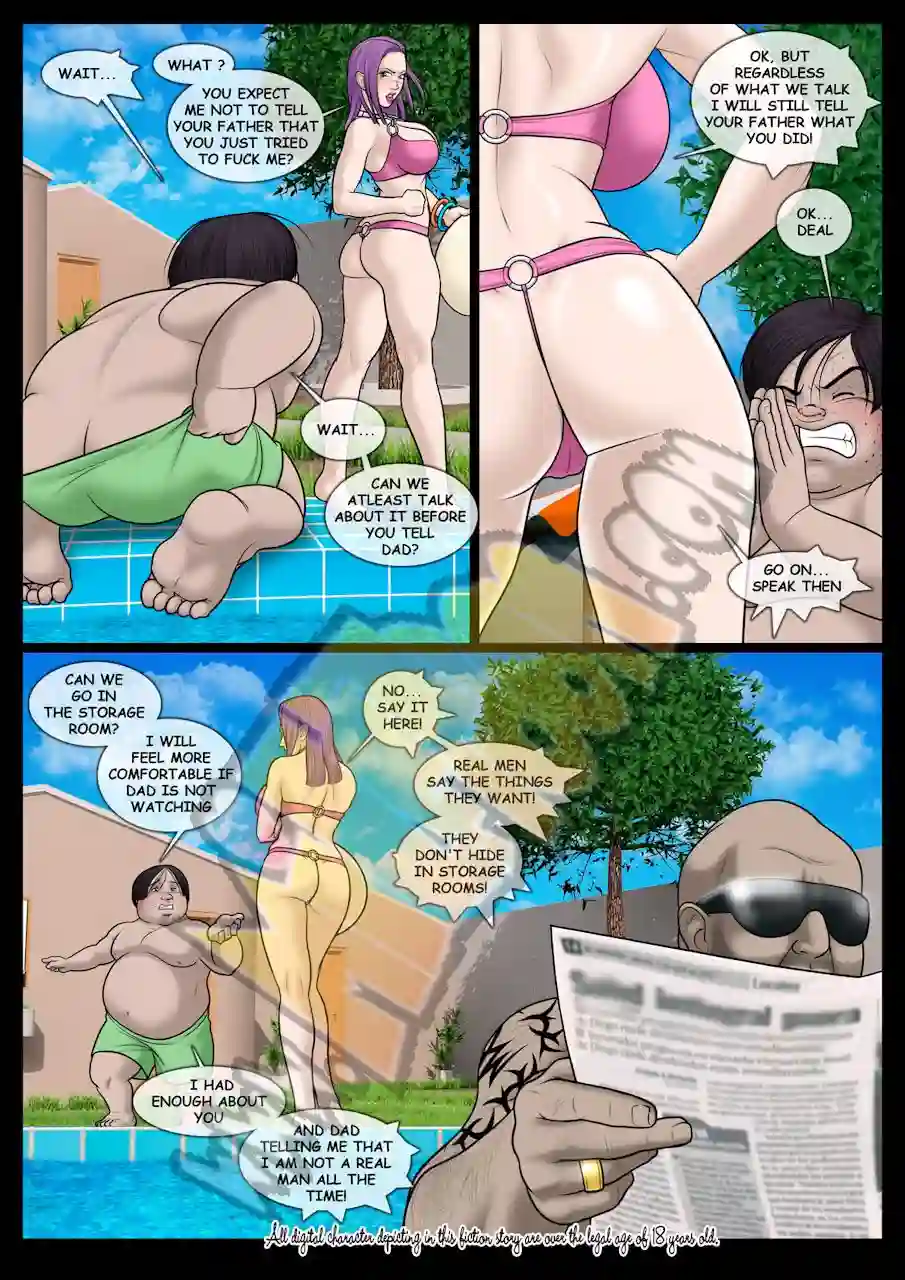 WAIT...
WHAT ?
YOU EXPECT
ME NOT TO TELL
YOUR FATHER THAT
YOU JUST TRIED
TO FUCK ME?
WAIT...
CAN WE
ATLEAST TALK
ABOUT IT BEFORE
YOU TELL
DAD?
OK, BUT
REGARDLESS
OF WHAT WE TALK
I WILL STILL TELL
YOUR FATHER WHAT
YOU DID!
OK...
DEAL
GO ON...
SPEAK THEN
CAN WE
GO IN
THE STORAGE
ROOM?
I WILL
FEEL MORE
COMFORTABLE IF
DAD IS NOT
WATCHING
NO...
SAY IT
HERE!
REAL MEN
SAY THE THINGS
THEY WANT!
THEY
DON'T HIDE
IN STORAGE
ROOMS!
I HAD
ENOUGH ABOUT
YOU
AND DAD
TELLING ME THAT
I AM NOT A REAL
MAN ALL THE
TIME!
All digital character depicting in this fiction story are over the legal age of 18 years old.